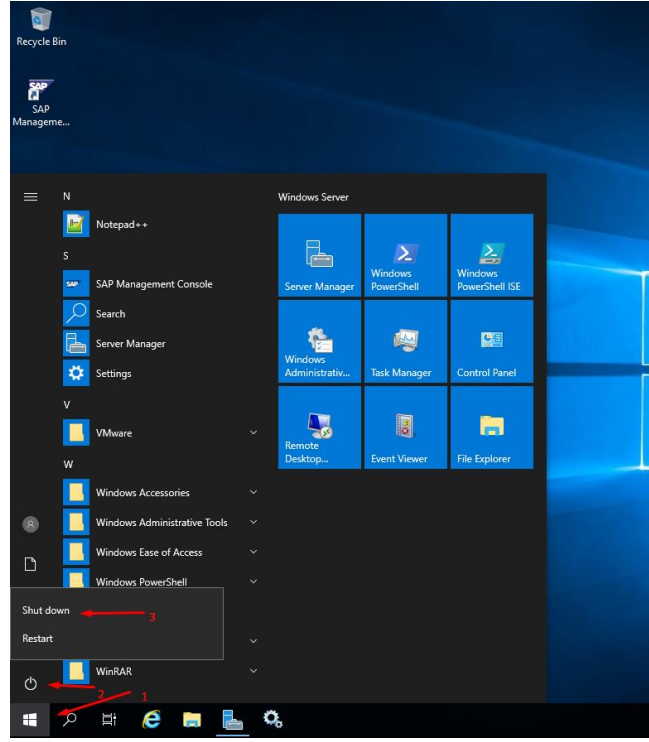 Recycle Bin
SAP
SAP
Manageme...
N
Notepad++
S
SAP
SAP Management Console
Search
Server Manager
Settings
V
VMware
W
Windows Accessories
Windows Administrative Tools
Windows Ease of Access
Windows PowerShell
WinRAR
Windows Server
Server Manager
Windows
PowerShell
Windows
PowerShell ISE
Windows
Administrativ...
Task Manager
Control Panel
Remote
Desktop...
Event Viewer
File Explorer
Shut down
3
Restart
2
1